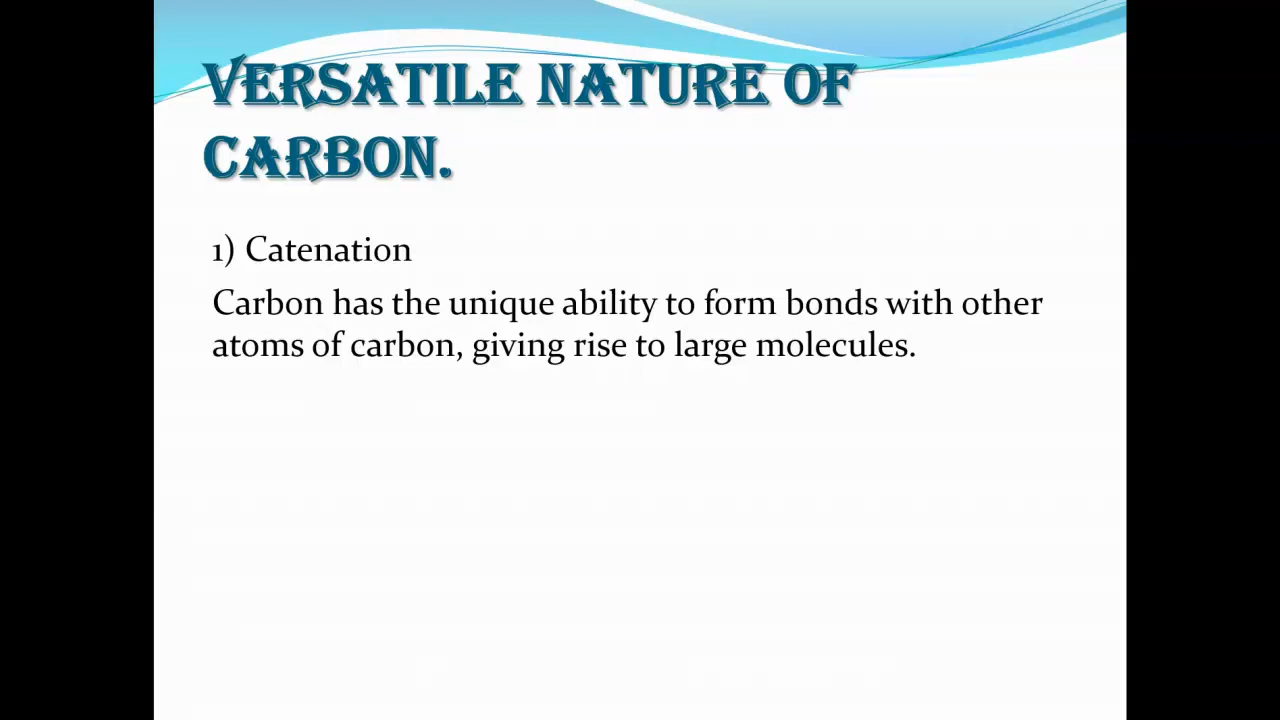 VERSATILE NATURE OF
CARBON.
1) Catenation
Carbon has the unique ability to form bonds with other
atoms of carbon, giving rise to large molecules.